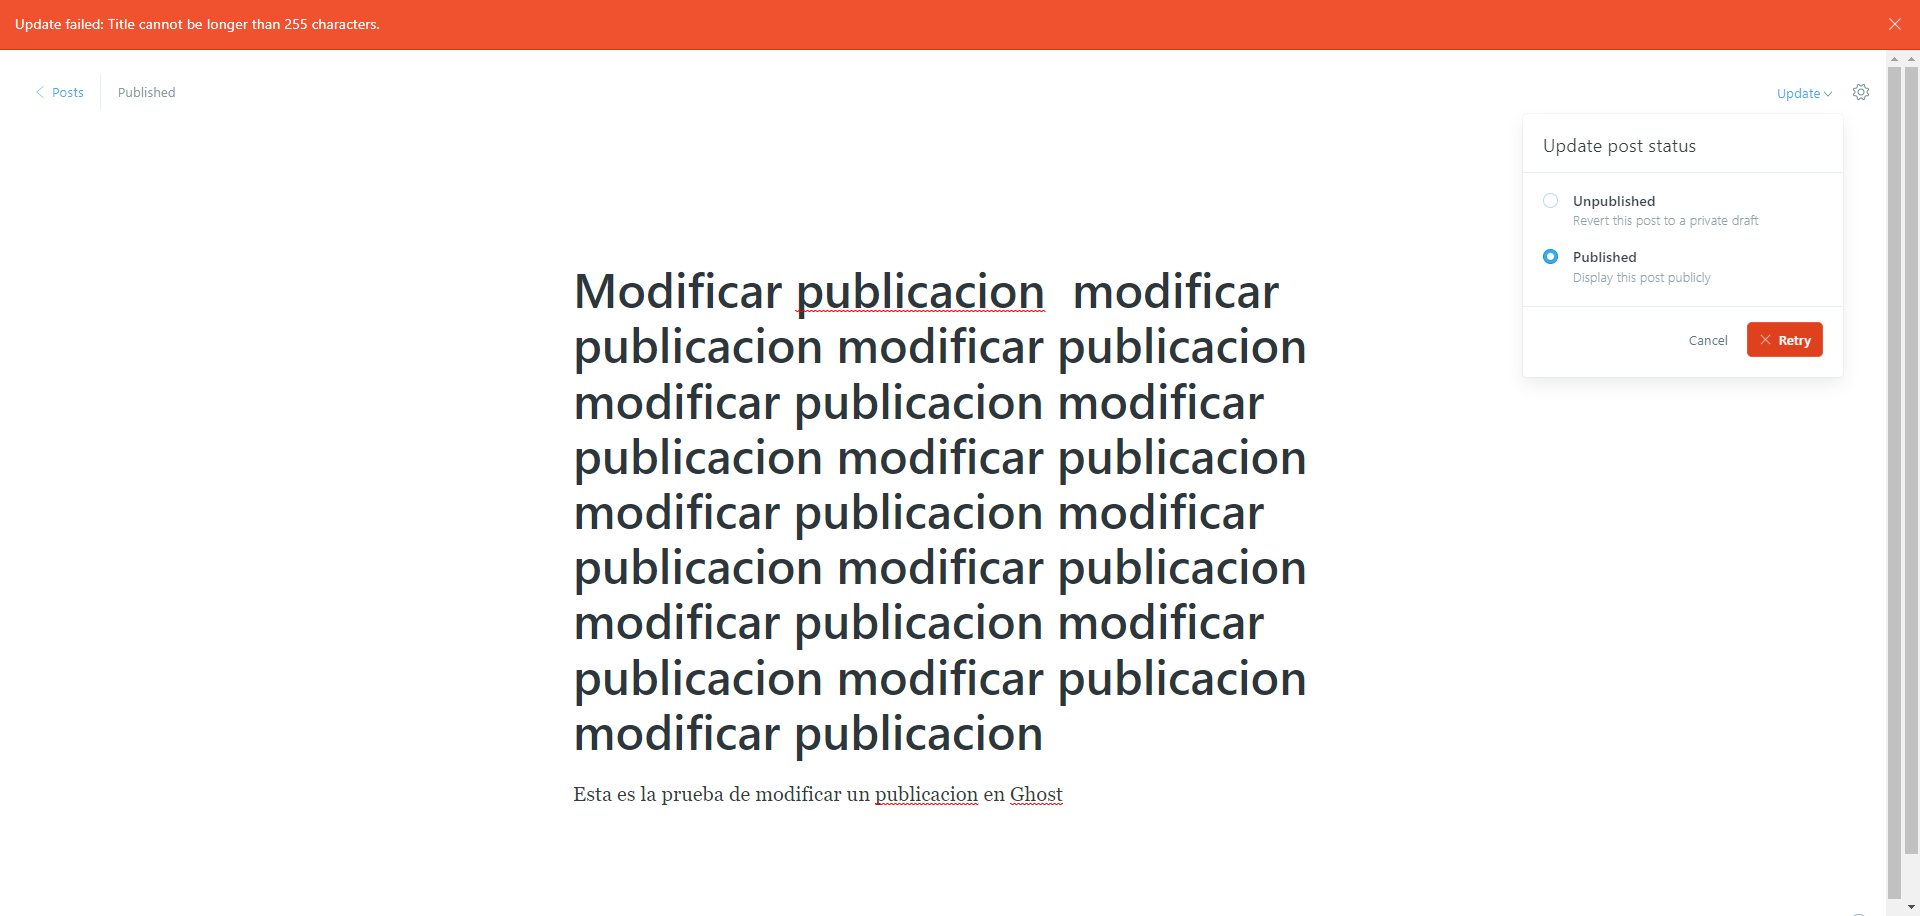 Update failed: Title cannot be longer than 255 characters.
Posts
Published
Update
Update post status
Unpublished
Revert this post to a private draft
Published
Display this post publicly
Cancel
Retry
Modificar publicacion  modificar
publicacion modificar publicacion
modificar publicacion modificar
publicacion modificar publicacion
modificar publicacion modificar
publicacion modificar publicacion
modificar publicacion modificar
publicacion modificar publicacion
modificar publicacion
Esta es la prueba de modificar un publicacion en Ghost